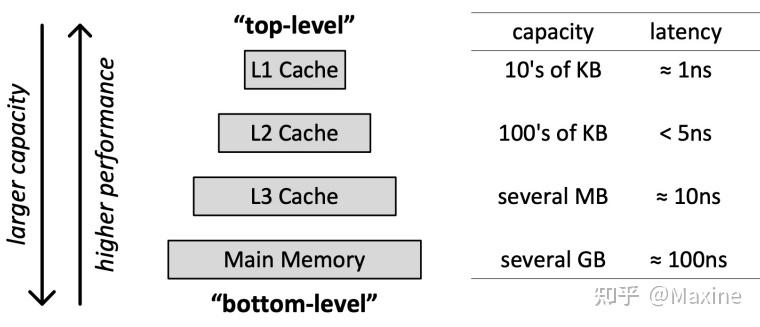 "top-level"
capacity latency
L1 Cache 10's of KB ≈ 1ns
L2 Cache 100's of KB < 5ns
L3 Cache several MB ≈ 10ns
Main Memory several GB ≈ 100ns
"bottom-level"
larger capacity
higher performance
知乎 @Maxine